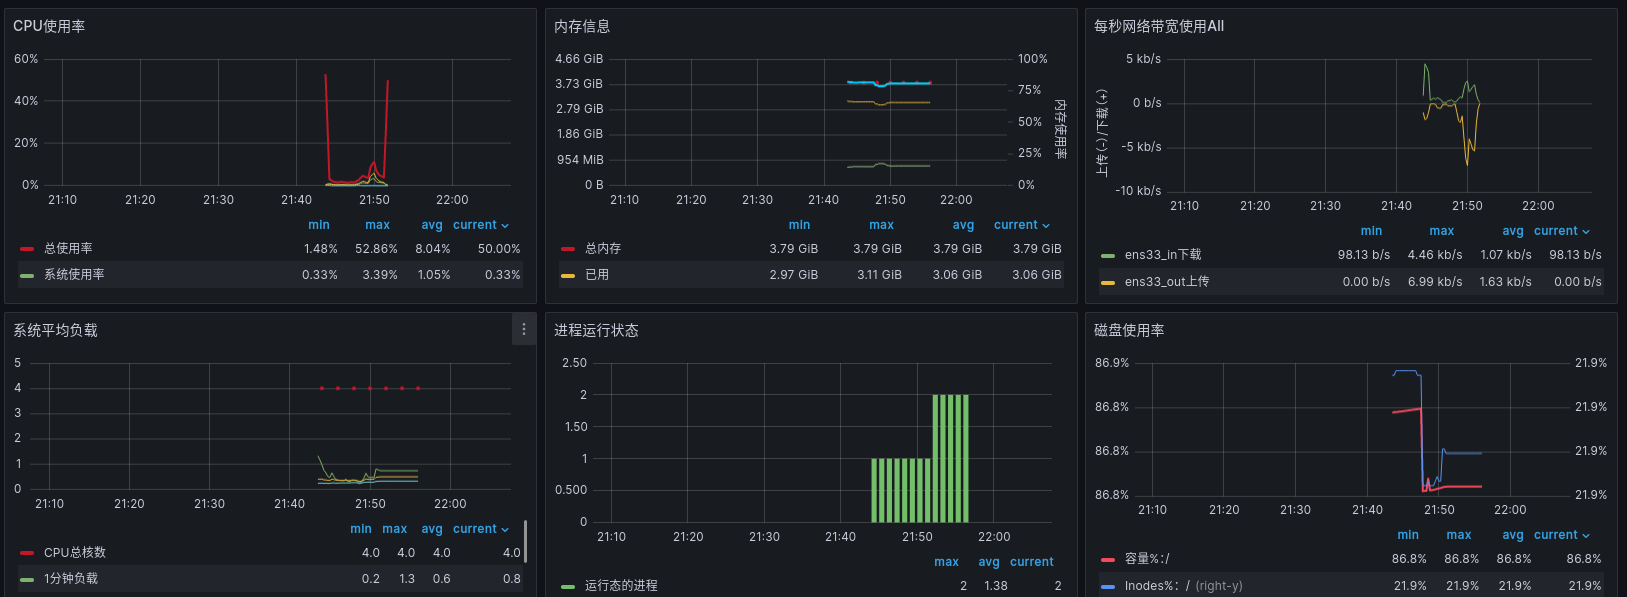 CPU使用率
60%
40%
20%
0%
21:10 21:20 21:30 21:40 21:50 22:00
min max avg current
总使用率 1.48% 52.86% 8.04% 50.00%
系统使用率 0.33% 3.39% 1.05% 0.33%
内存信息
4.66 GiB 100%
3.73 GiB 75%
2.79 GiB
1.86 GiB 50%
954 MiB 25%
0 B 0%
内存使用率
21:10 21:20 21:30 21:40 21:50 22:00
min max avg current
总内存 3.79 GiB 3.79 GiB 3.79 GiB 3.79 GiB
已用 2.97 GiB 3.11 GiB 3.06 GiB 3.06 GiB
每秒网络带宽使用All
上传(-)/下载(+)
5 kb/s
0 b/s
-5 kb/s
-10 kb/s
21:10 21:20 21:30 21:40 21:50 22:00
min max avg current
ens33_in下载 98.13 b/s 4.46 kb/s 1.07 kb/s 98.13 b/s
ens33_out上传 0.00 b/s 6.99 kb/s 1.63 kb/s 0.00 b/s
系统平均负载
5
4
3
2
1
0
21:10 21:20 21:30 21:40 21:50 22:00
min max avg current
CPU总核数 4.0 4.0 4.0 4.0
1分钟负载 0.2 1.3 0.6 0.8
进程运行状态
2.50
2
1.50
1
0.500
0
21:10 21:20 21:30 21:40 21:50 22:00
max avg current
运行态的进程 2 1.38 2
磁盘使用率
86.9% 21.9%
86.8% 21.9%
86.8% 21.9%
86.8% 21.9%
21:10 21:20 21:30 21:40 21:50 22:00
min max avg current
容量%:/ 86.8% 86.8% 86.8% 86.8%
Inodes%：/ (right-y) 21.9% 21.9% 21.9% 21.9%